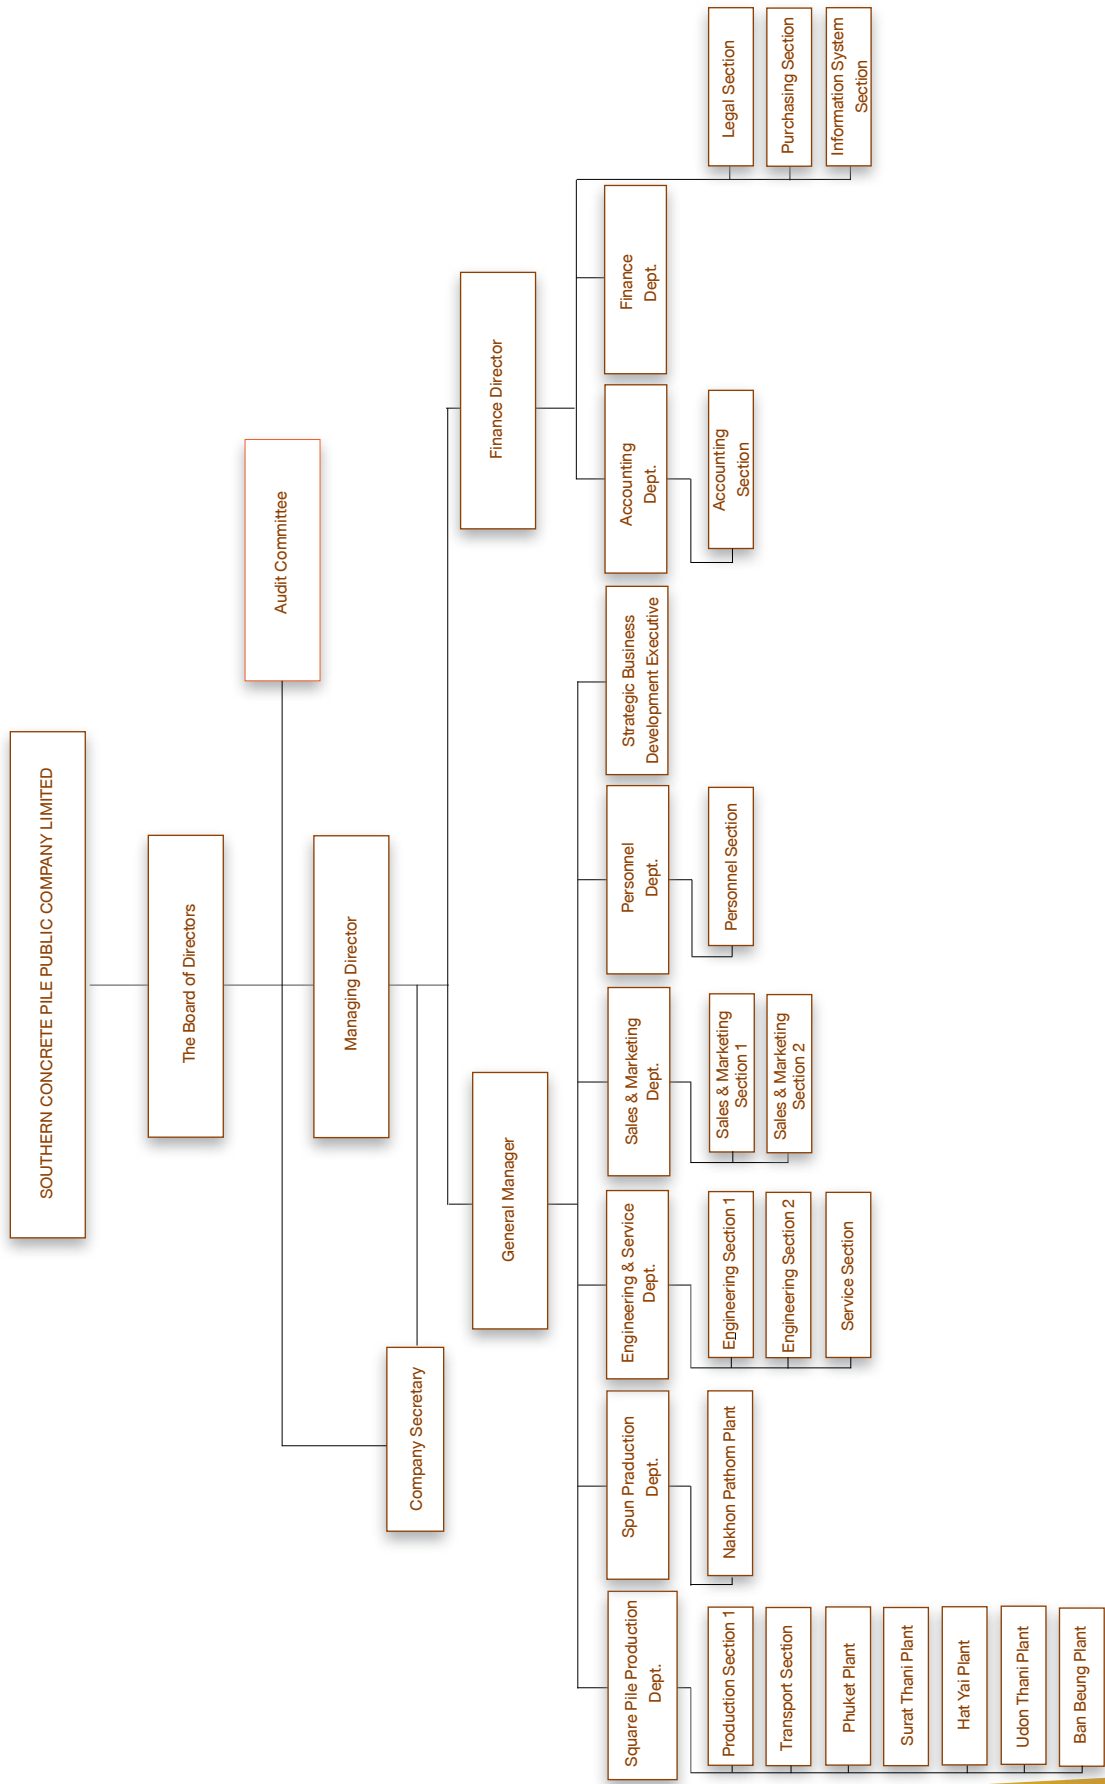 SOUTHERN CONCRETE PILE PUBLIC COMPANY LIMITED
The Board of Directors
Audit Committee
Managing Director
Company Secretary
General Manager
Finance Director
Square Pile Production
Dept.
Spun Praduction
Dept.
Engineering & Service
Dept.
Sales & Marketing
Dept.
Personnel
Dept.
Strategic Business
Development Executive
Accounting
Dept.
Finance
Dept.
Production Section 1
Transport Section
Phuket Plant
Surat Thani Plant
Hat Yai Plant
Udon Thani Plant
Ban Beung Plant
Nakhon Pathom Plant
Engineering Section 1
Engineering Section 2
Service Section
Sales & Marketing
Section 1
Sales & Marketing
Section 2
Personnel Section
Accounting
Section
Legal Section
Purchasing Section
Information System
Section